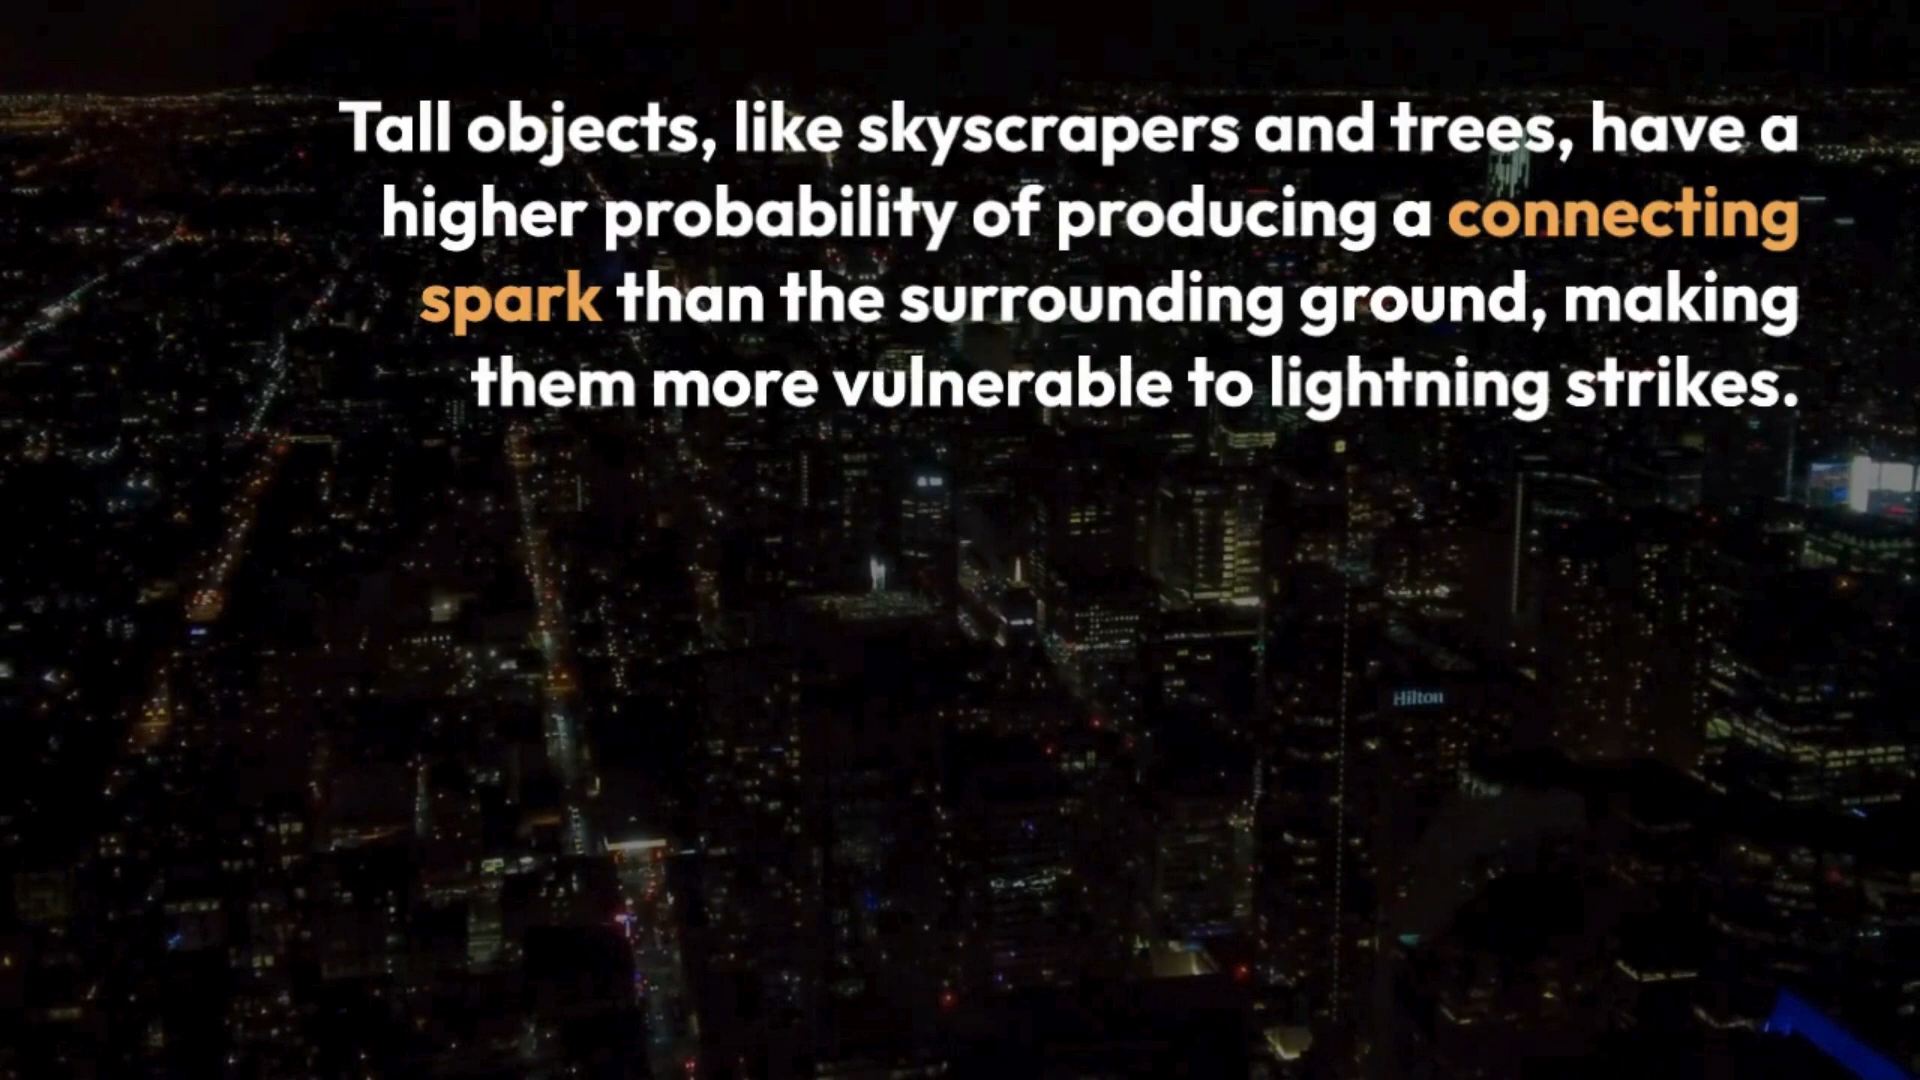 Tall objects, like skyscrapers and trees, have a
higher probability of producing a connecting
spark than the surrounding ground, making
them more vulnerable to lightning strikes.
Hilton